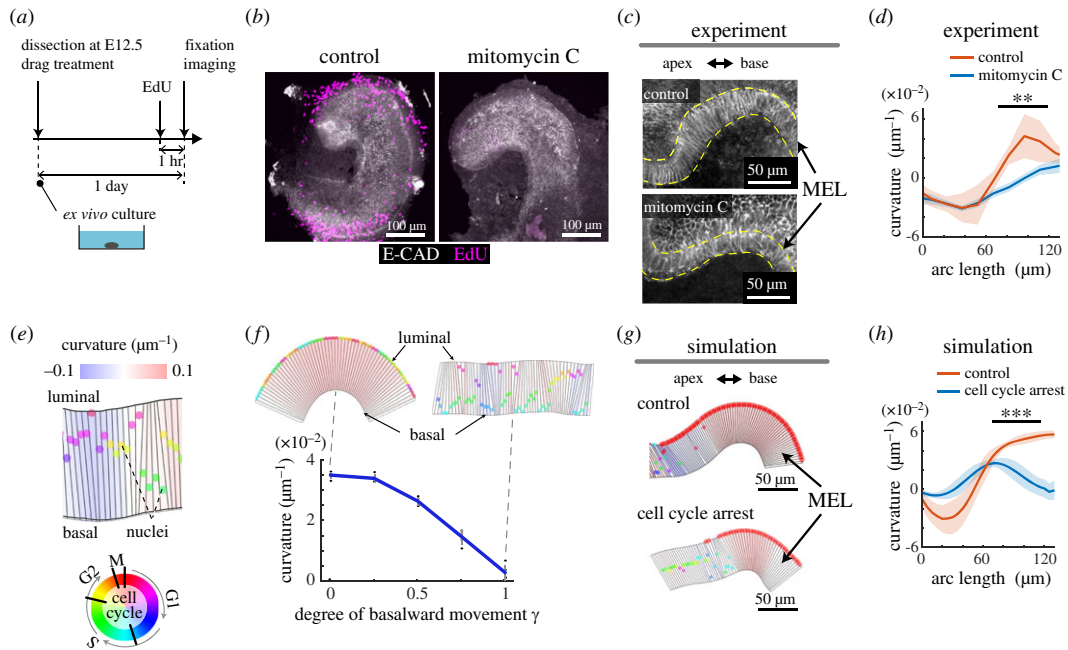 (a)
dissection at E12.5
drag treatment
fixation
imaging
EdU
1 hr
1 day
ex vivo culture
(b)
control
mitomycin C
100 μm
100 μm
E-CAD EdU
(c)
experiment
apex base
control
50 μm
MEL
mitomycin C
50 μm
(d)
experiment
control
mitomycin C
(×10⁻²)
**
6
0
-6
curvature (μm⁻¹)
0 60 120
arc length (μm)
(e)
curvature (μm⁻¹)
–0.1 0.1
luminal
basal nuclei
M
G2
G1
S
cell
cycle
(f)
luminal
basal
(×10⁻²)
4
2
0
curvature (μm⁻¹)
0 0.5 1
degree of basalward movement γ
(g)
simulation
apex base
control
50 μm
MEL
cell cycle arrest
50 μm
(h)
simulation
control
cell cycle arrest
(×10⁻²)
***
6
0
-6
curvature (μm⁻¹)
0 60 120
arc length (μm)